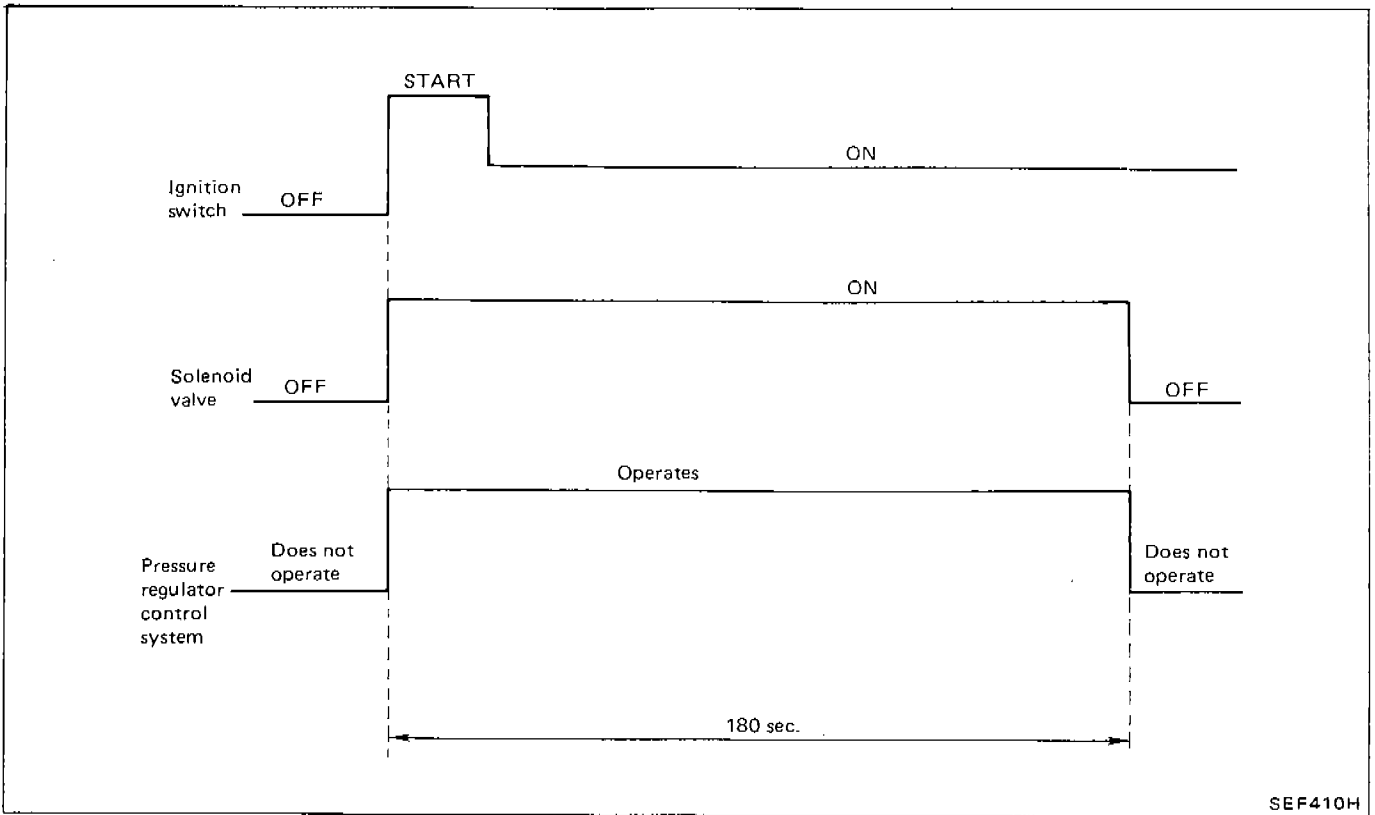 START
ON
Ignition
switch
OFF
ON
Solenoid
valve
OFF
OFF
Operates
Does not
operate
Does not
operate
Pressure
regulator
control
system
180 sec.
SEF410H